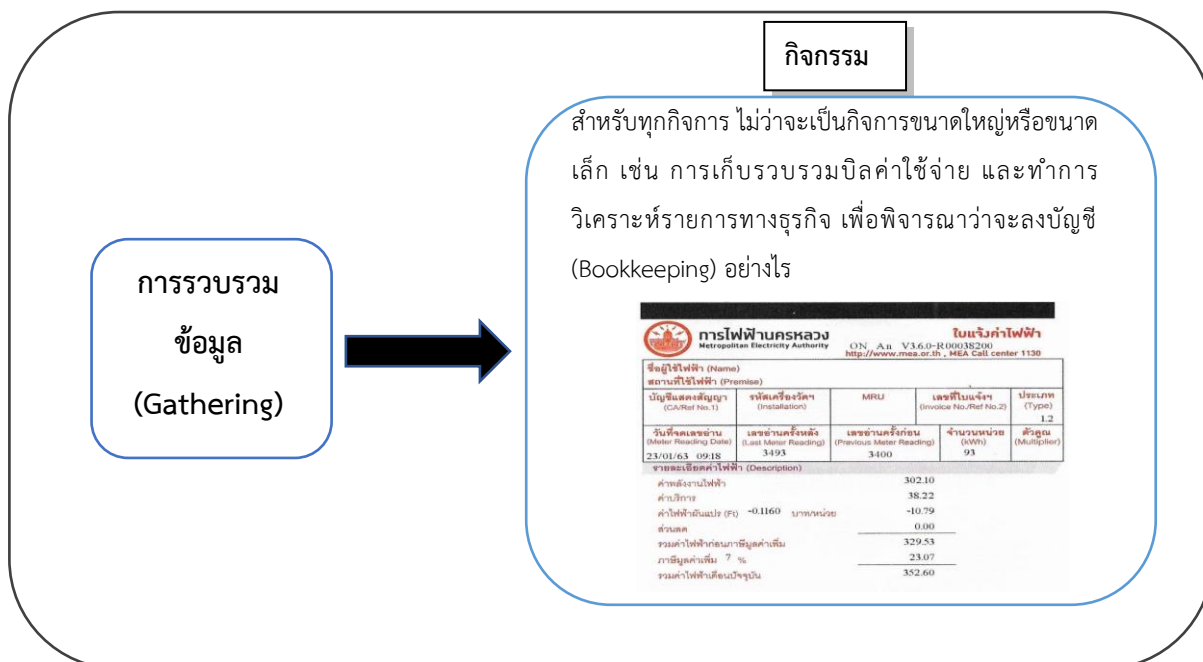 กิจกรรม
สำหรับทุกกิจการ ไม่ว่าจะเป็นกิจการขนาดใหญ่หรือขนาด
เล็ก เช่น การเก็บรวบรวมบิลค่าใช้จ่าย และทำการ
วิเคราะห์รายการทางธุรกิจ เพื่อพิจารณาว่าจะลงบัญชี
(Bookkeeping) อย่างไร
การรวบรวม
ข้อมูล
(Gathering)
การไฟฟ้านครหลวง
Metropolitan Electricity Authority
ใบแจ้งค่าไฟฟ้า
ON_An V3.6.0-R00038200
http://www.mea.or.th , MEA Call center 1130
ชื่อผู้ใช้ไฟฟ้า (Name)
สถานที่ใช้ไฟฟ้า (Premise)
บัญชีแสดงสัญญา รหัสเครื่องวัดฯ MRU เลขที่ใบแจ้งฯ ประเภท
(CA/Ref No.1) (Installation) (Invoice No./Ref No.2) (Type)
1.2
วันที่จดเลขอ่าน เลขอ่านครั้งหลัง เลขอ่านครั้งก่อน จำนวนหน่วย ตัวคูณ
(Meter Reading Date) (Last Meter Reading) (Previous Meter Reading) (kWh) (Multiplier)
23/01/63 09:18 3493 3400 93
รายละเอียดค่าไฟฟ้า (Description)
ค่าพลังงานไฟฟ้า 302.10
ค่าบริการ 38.22
ค่าไฟฟ้าผันแปร (Ft) -0.1160 บาท/หน่วย -10.79
ส่วนลด 0.00
รวมค่าไฟฟ้าก่อนภาษีมูลค่าเพิ่ม 329.53
ภาษีมูลค่าเพิ่ม 7 % 23.07
รวมค่าไฟฟ้าเดือนปัจจุบัน 352.60